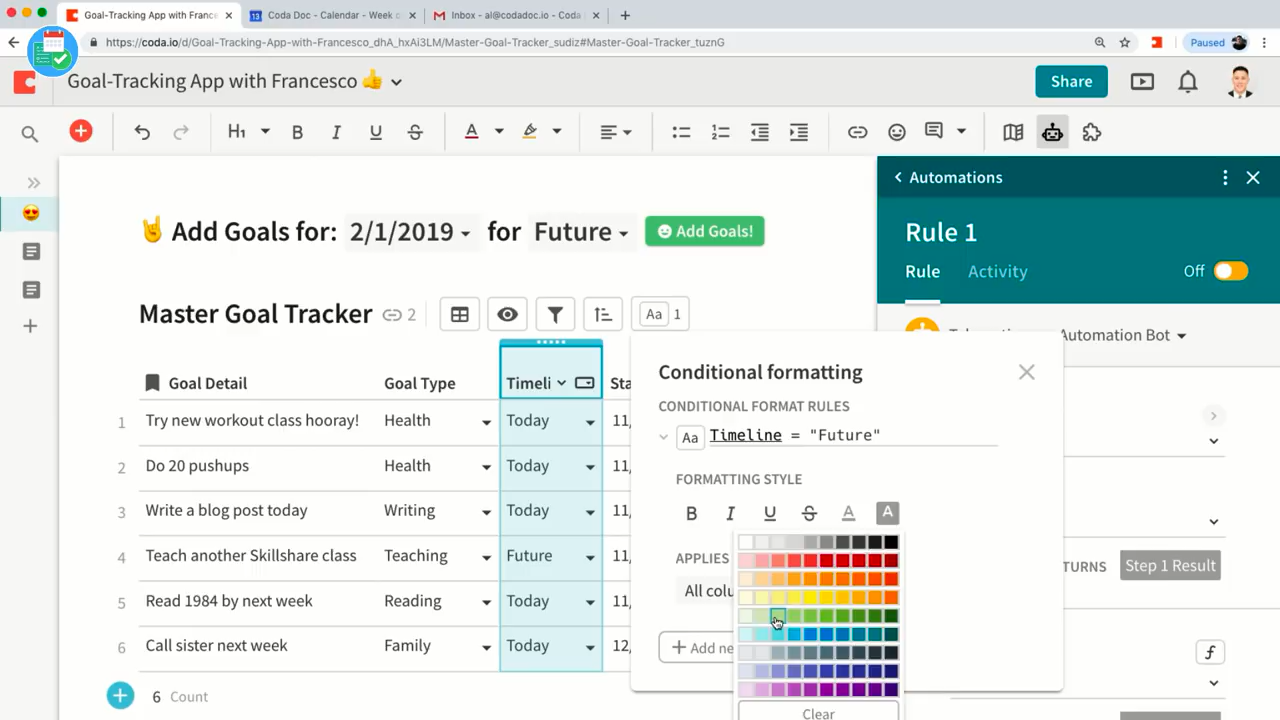 Goal-Tracking App with France
Coda Doc - Calendar - Week o
Inbox - al@codadoc.io - Coda
https://coda.io/d/Goal-Tracking-App-with-Francesco_dhA_hxAi3LM/Master-Goal-Tracker_sudiz#Master-Goal-Tracker_tuznG
Paused
Goal-Tracking App with Francesco 👍
Share
H1 B I U S A
Automations
Rule 1
Rule Activity Off
🤘 Add Goals for: 2/1/2019 for Future Add Goals!
Master Goal Tracker 2 Aa 1
Automation Bot
Goal Detail Goal Type Timeli Sta
1 Try new workout class hooray! Health Today 11/
2 Do 20 pushups Health Today 11/
3 Write a blog post today Writing Today 11/
4 Teach another Skillshare class Teaching Future 11/
5 Read 1984 by next week Reading Today 11/
6 Call sister next week Family Today 12/
6 Count
Conditional formatting
CONDITIONAL FORMAT RULES
Aa Timeline = "Future"
FORMATTING STYLE
B I U S A A
APPLIES
All colu
Add ne
Clear
TURNS Step 1 Result
f